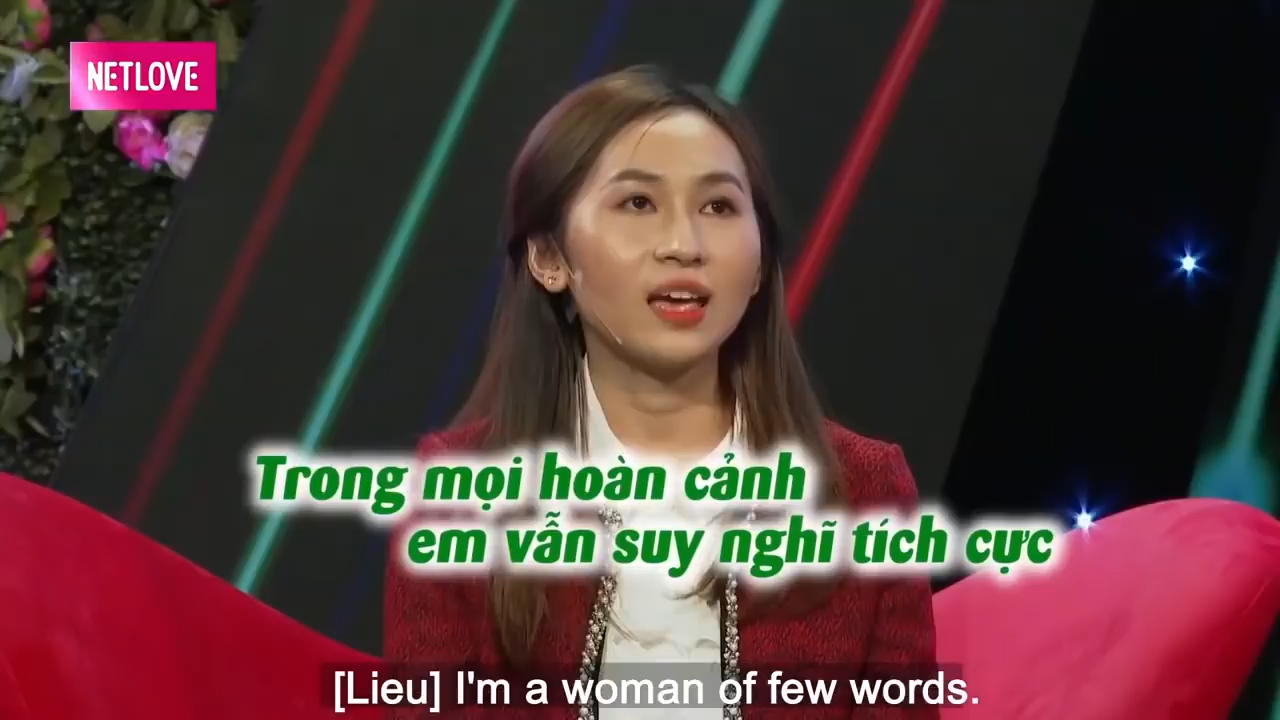 NETLOVE
Trong mọi hoàn cảnh
em vẫn suy nghĩ tích cực
[Lieu] I'm a woman of few words.